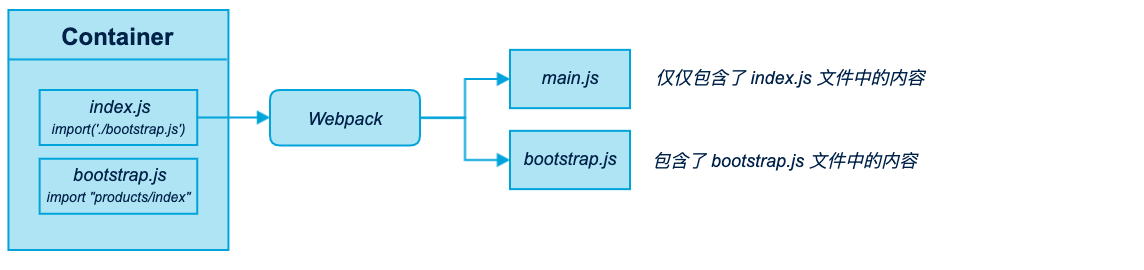 Container
index.js
import('./bootstrap.js')
bootstrap.js
import "products/index"
Webpack
main.js
仅仅包含了 index.js 文件中的内容
bootstrap.js
包含了 bootstrap.js 文件中的内容